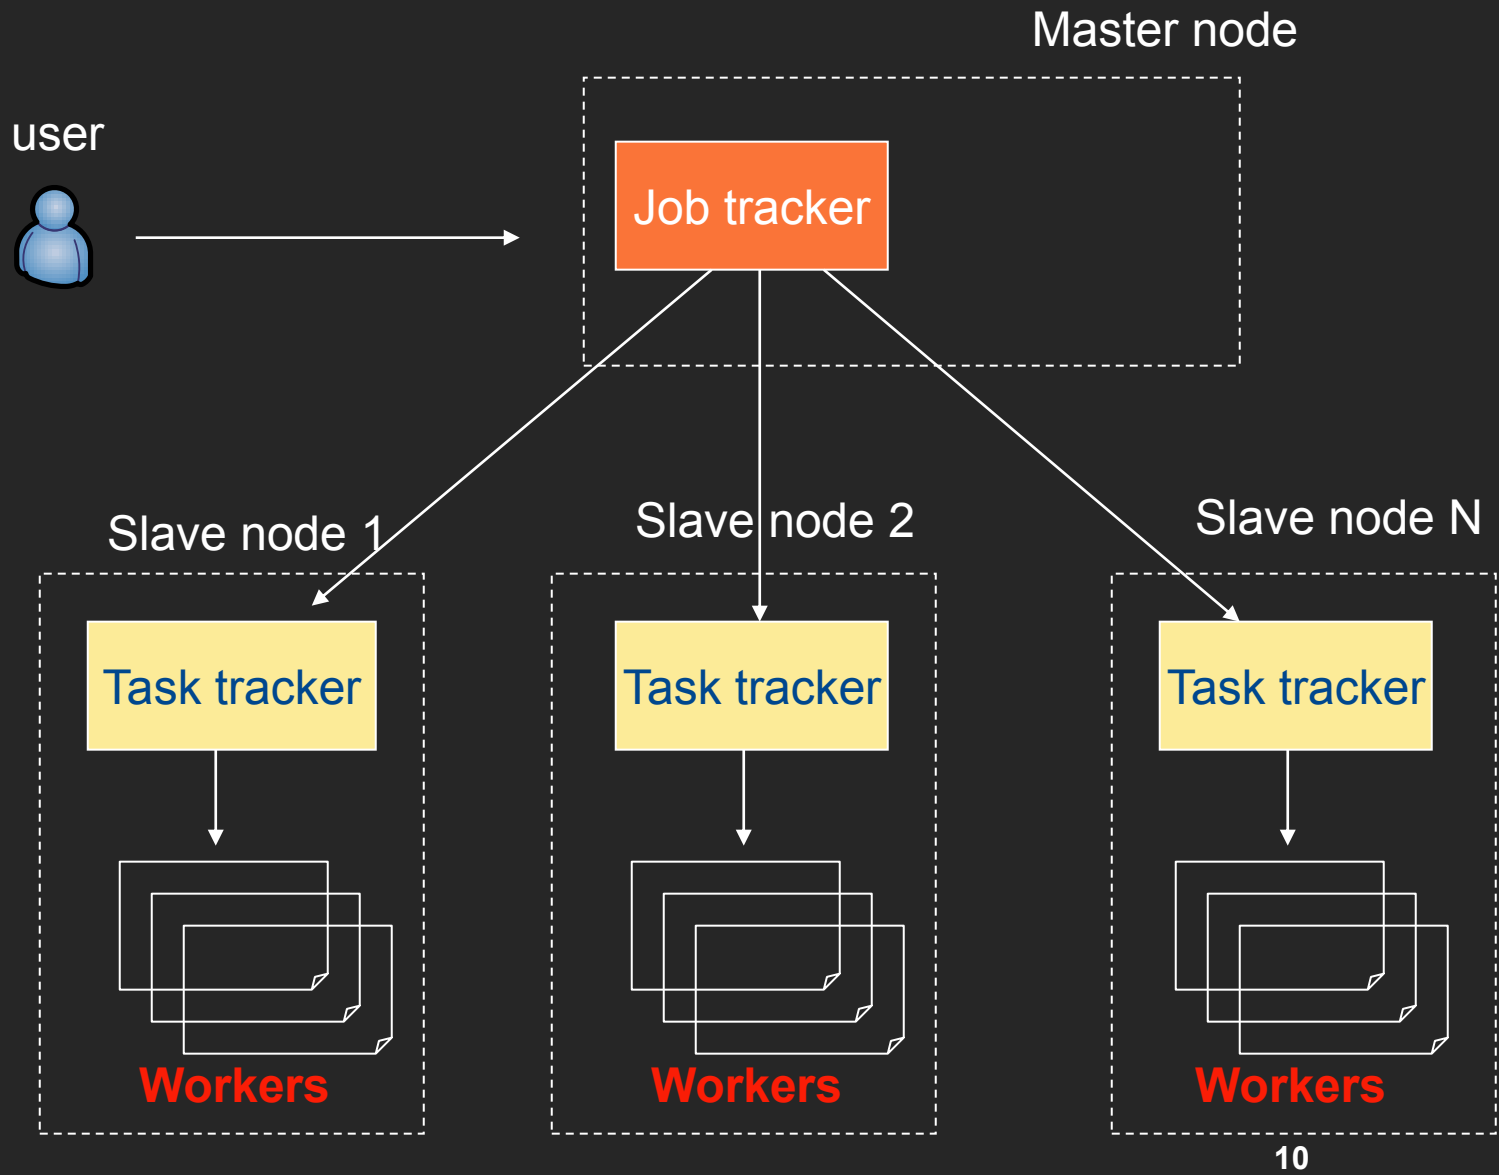 Master node
user
Job tracker
Slave node 1
Slave node 2
Slave node N
Task tracker
Task tracker
Task tracker
Workers
Workers
Workers
10